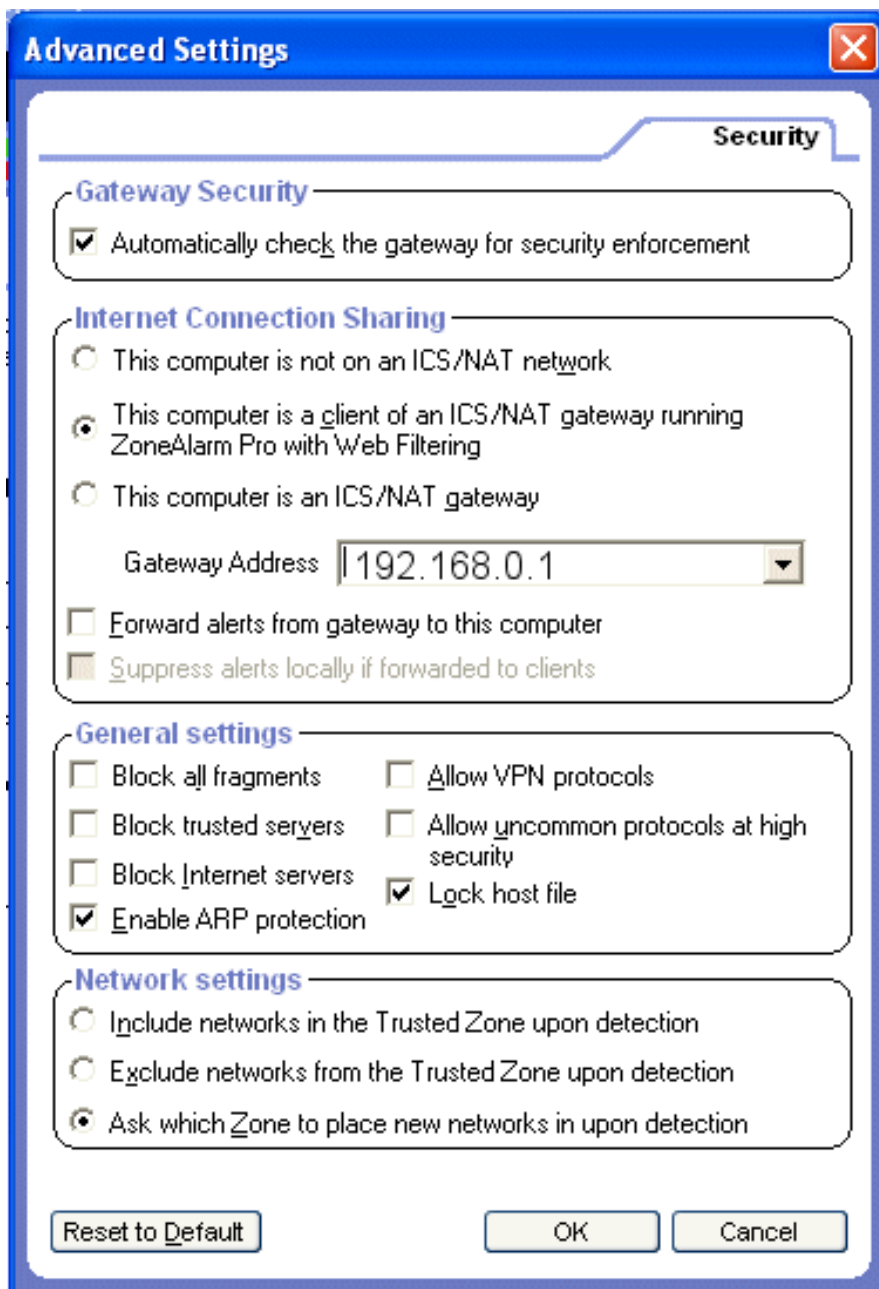 Advanced Settings
Security
Gateway Security
Automatically check the gateway for security enforcement
Internet Connection Sharing
This computer is not on an ICS/NAT network
This computer is a client of an ICS/NAT gateway running
ZoneAlarm Pro with Web Filtering
This computer is an ICS/NAT gateway
Gateway Address 192.168.0.1
Forward alerts from gateway to this computer
Suppress alerts locally if forwarded to clients
General settings
Block all fragments
Block trusted servers
Block Internet servers
Enable ARP protection
Allow VPN protocols
Allow uncommon protocols at high
security
Lock host file
Network settings
Include networks in the Trusted Zone upon detection
Exclude networks from the Trusted Zone upon detection
Ask which Zone to place new networks in upon detection
Reset to Default OK Cancel